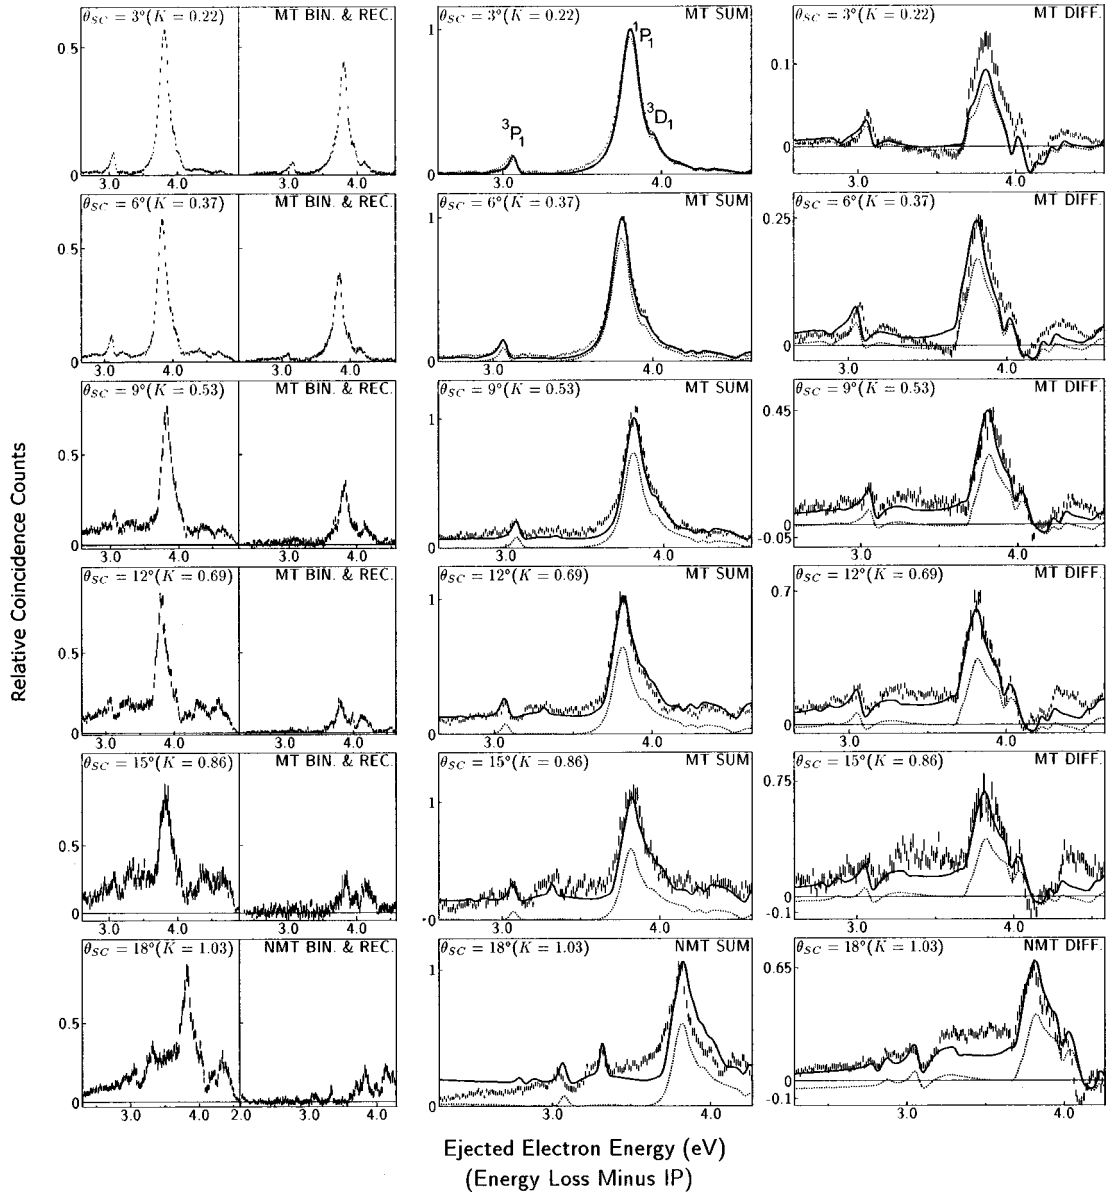 θSC = 3°(K = 0.22) MT BIN. & REC.
θSC = 3°(K = 0.22) MT SUM
θSC = 3°(K = 0.22) MT DIFF.
0.5
0
3.0 4.0 3.0 4.0
1
0
3P1
1P1
3D1
3.0 4.0
0.1
0
3.0 4.0
θSC = 6°(K = 0.37) MT BIN. & REC.
θSC = 6°(K = 0.37) MT SUM
θSC = 6°(K = 0.37) MT DIFF.
0.5
0
3.0 4.0 3.0 4.0
1
0
3.0 4.0
0.25
0
3.0 4.0
θSC = 9°(K = 0.53) MT BIN. & REC.
θSC = 9°(K = 0.53) MT SUM
θSC = 9°(K = 0.53) MT DIFF.
0.5
0
3.0 4.0 3.0 4.0
1
0
3.0 4.0
0.45
0
-0.05
3.0 4.0
θSC = 12°(K = 0.69) MT BIN. & REC.
θSC = 12°(K = 0.69) MT SUM
θSC = 12°(K = 0.69) MT DIFF.
0.5
0
3.0 4.0 3.0 4.0
1
0
3.0 4.0
0.7
0
3.0 4.0
θSC = 15°(K = 0.86) MT BIN. & REC.
θSC = 15°(K = 0.86) MT SUM
θSC = 15°(K = 0.86) MT DIFF.
0.5
0
3.0 4.0 3.0 4.0
1
-0
3.0 4.0
0.75
0
-0.1
3.0 4.0
θSC = 18°(K = 1.03) NMT BIN. & REC.
θSC = 18°(K = 1.03) NMT SUM
θSC = 18°(K = 1.03) NMT DIFF.
0.5
0
3.0 4.0 2.0 3.0 4.0
1
0
3.0 4.0
0.65
0
-0.1
3.0 4.0
Relative Coincidence Counts
Ejected Electron Energy (eV)
(Energy Loss Minus IP)